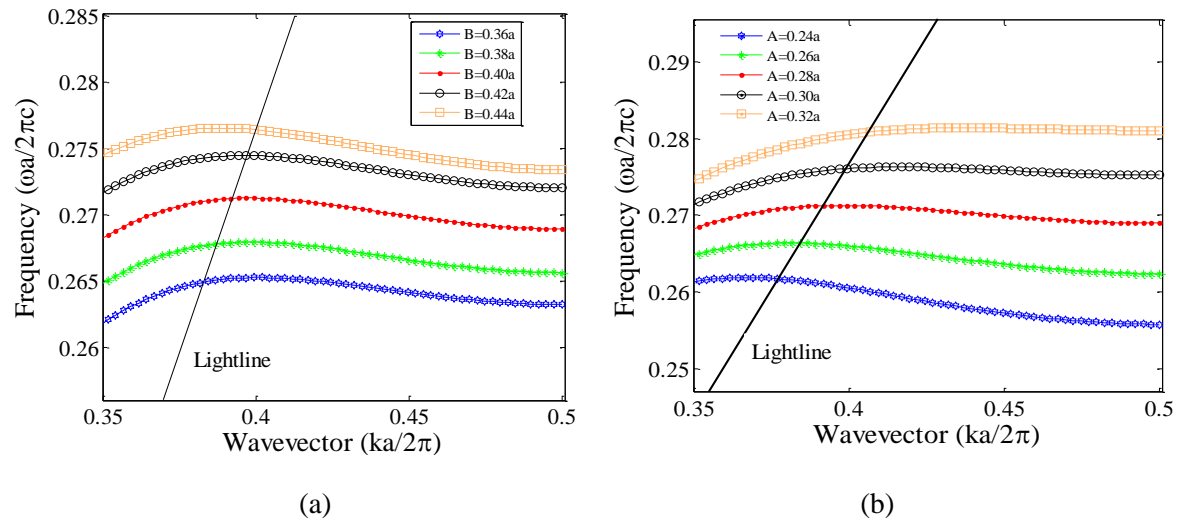 0.285
0.28
0.275
0.27
0.265
0.26
Frequency (ωa/2πc)
B=0.36a
B=0.38a
B=0.40a
B=0.42a
B=0.44a
Lightline
0.35
0.4
0.45
0.5
Wavevector (ka/2π)
(a)
0.29
0.28
0.27
0.26
0.25
Frequency (ωa/2πc)
A=0.24a
A=0.26a
A=0.28a
A=0.30a
A=0.32a
Lightline
0.35
0.4
0.45
0.5
Wavevector (ka/2π)
(b)